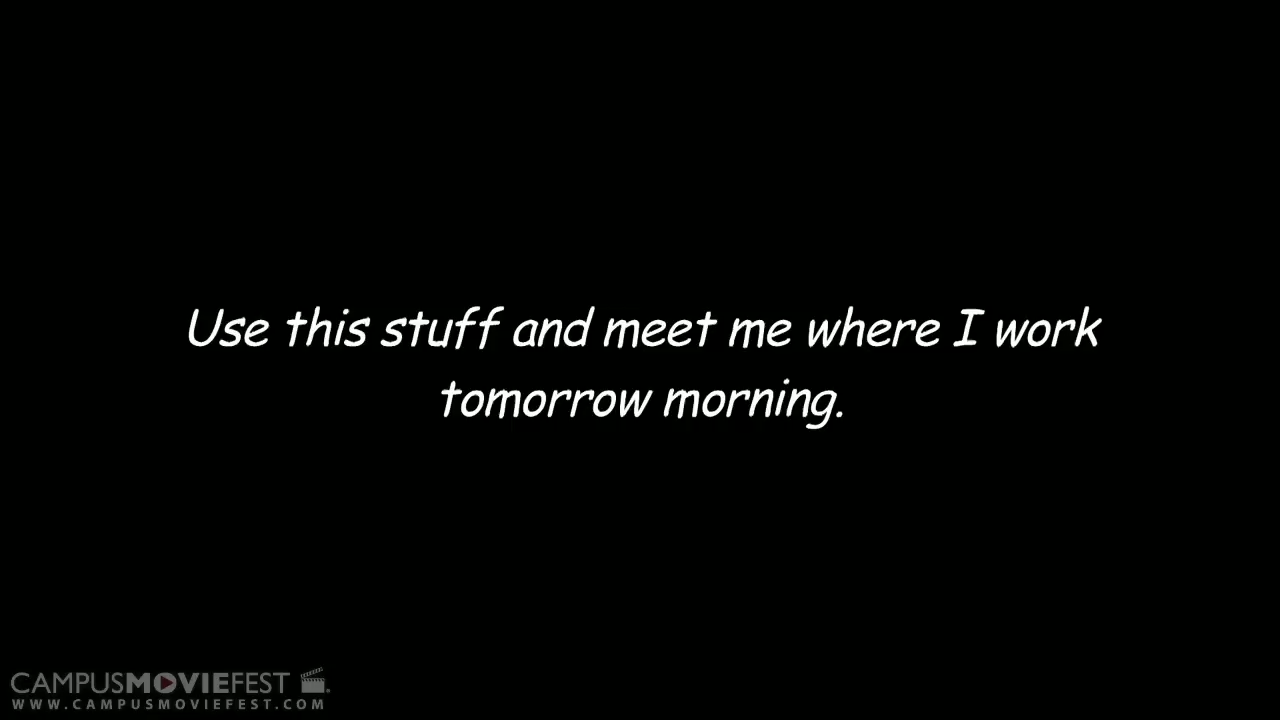 Use this stuff and meet me where I work
tomorrow morning.
CAMPUSMOVIEFEST
WWW.CAMPUSMOVIEFEST.COM